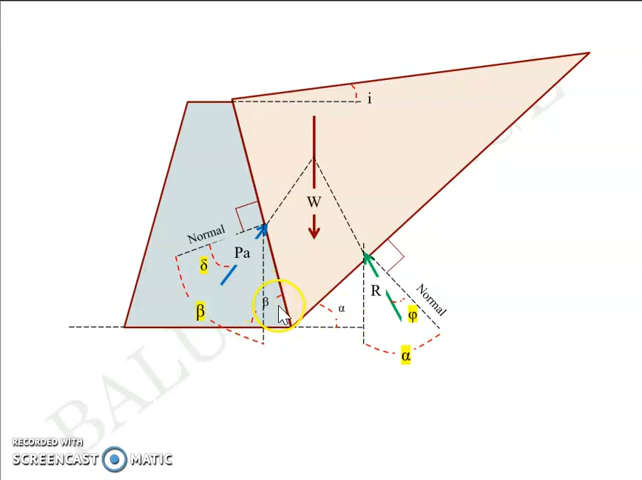 i
W
Normal
Pa
δ
β
β
α
R
Normal
φ
α
RECORDED WITH
SCREENCAST MATIC